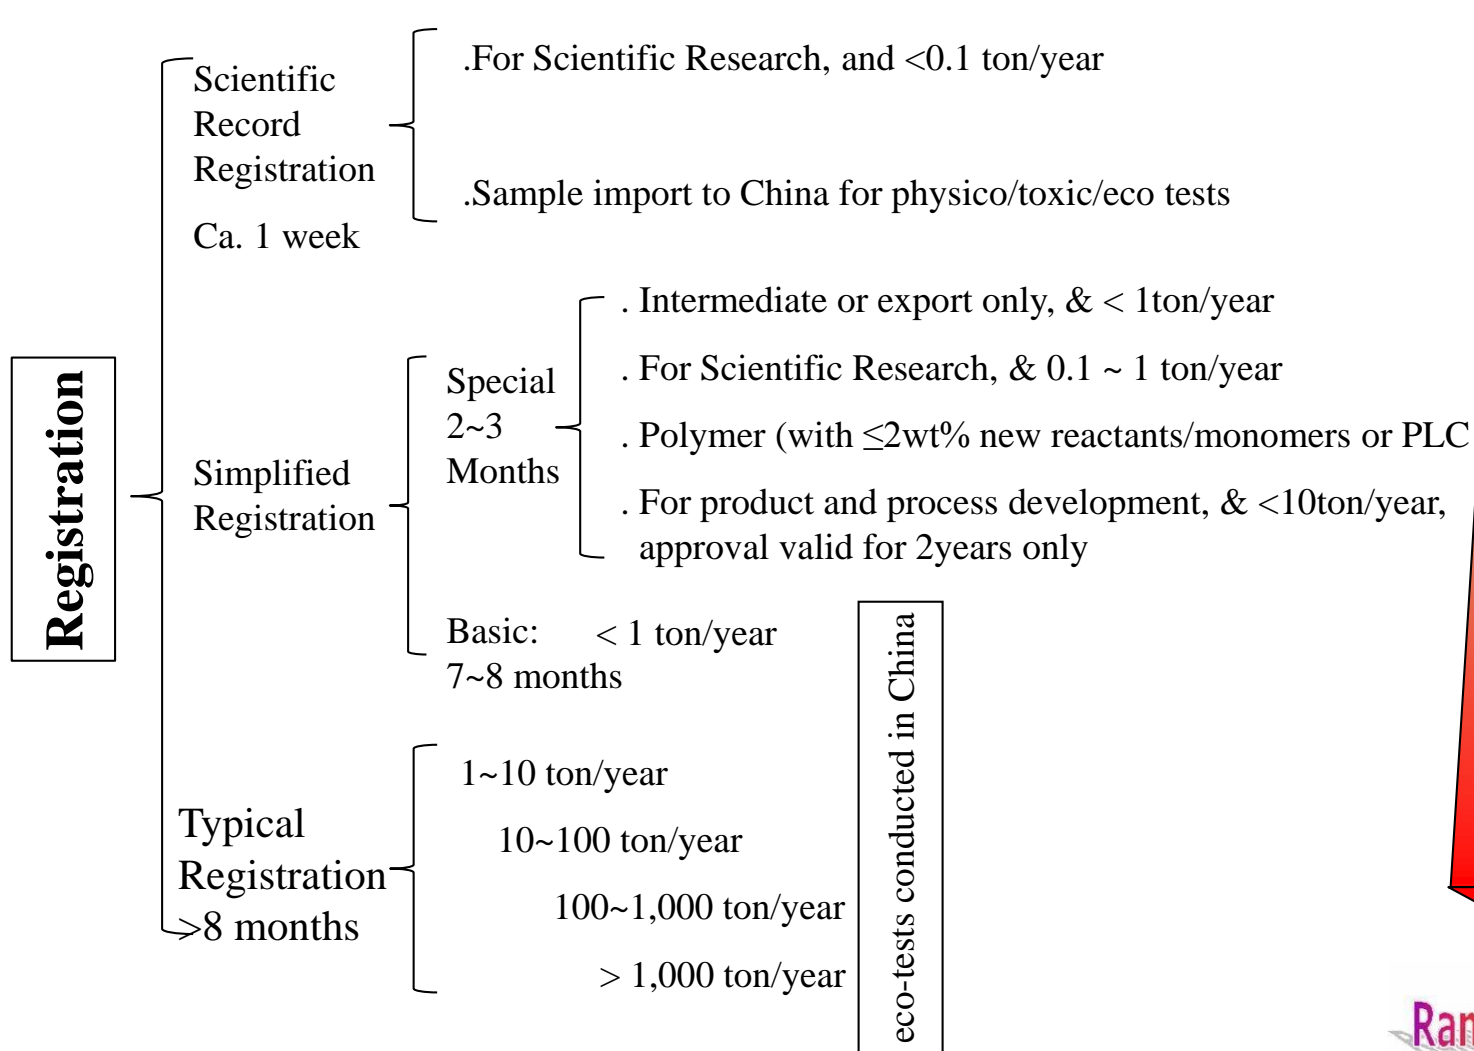 Registration
Scientific
Record
Registration
Ca. 1 week
.For Scientific Research, and <0.1 ton/year
.Sample import to China for physico/toxic/eco tests
Simplified
Registration
Special
2~3
Months
. Intermediate or export only, & < 1ton/year
. For Scientific Research, & 0.1 ~ 1 ton/year
. Polymer (with ≤2wt% new reactants/monomers or PLC
. For product and process development, & <10ton/year,
approval valid for 2years only
Basic: < 1 ton/year
7~8 months
Typical
Registration
>8 months
1~10 ton/year
10~100 ton/year
100~1,000 ton/year
> 1,000 ton/year
eco-tests conducted in China